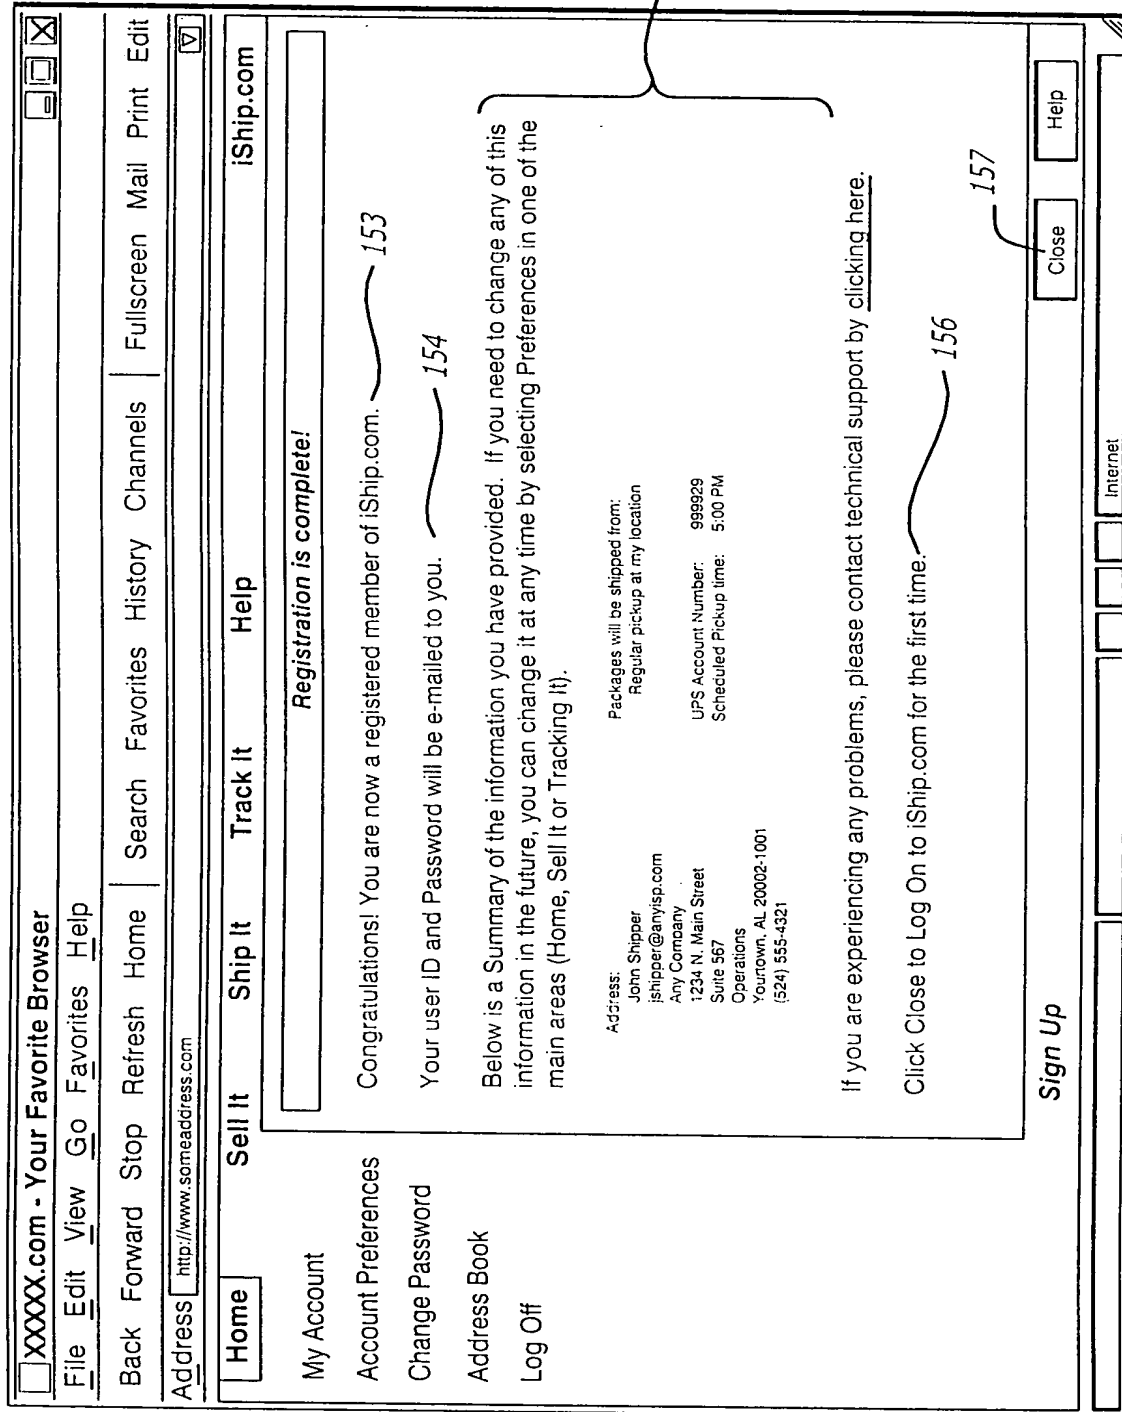 XXXXX.com - Your Favorite Browser
File Edit View Go Favorites Help
Back Forward Stop Refresh Home Search Favorites History Channels Fullscreen Mail Print Edit
Address http://www.someaddress.com
Home Sell It Ship It Track It Help iShip.com
My Account
Account Preferences
Change Password
Address Book
Log Off
Registration is complete!
Congratulations! You are now a registered member of iShip.com. 153
Your user ID and Password will be e-mailed to you. 154
Below is a Summary of the information you have provided. If you need to change any of this
information in the future, you can change it at any time by selecting Preferences in one of the
main areas (Home, Sell It or Tracking It).
Address:
John Shipper
jshipper@anyisp.com
Any Company
1234 N. Main Street
Suite 567
Operations
Yourtown, AL 20002-1001
(524) 555-4321
Packages will be shipped from:
Regular pickup at my location
UPS Account Number: 999929
Scheduled Pickup time: 5:00 PM
If you are experiencing any problems, please contact technical support by clicking here.
Click Close to Log On to iShip.com for the first time. 156
157
Sign Up Close Help
Internet